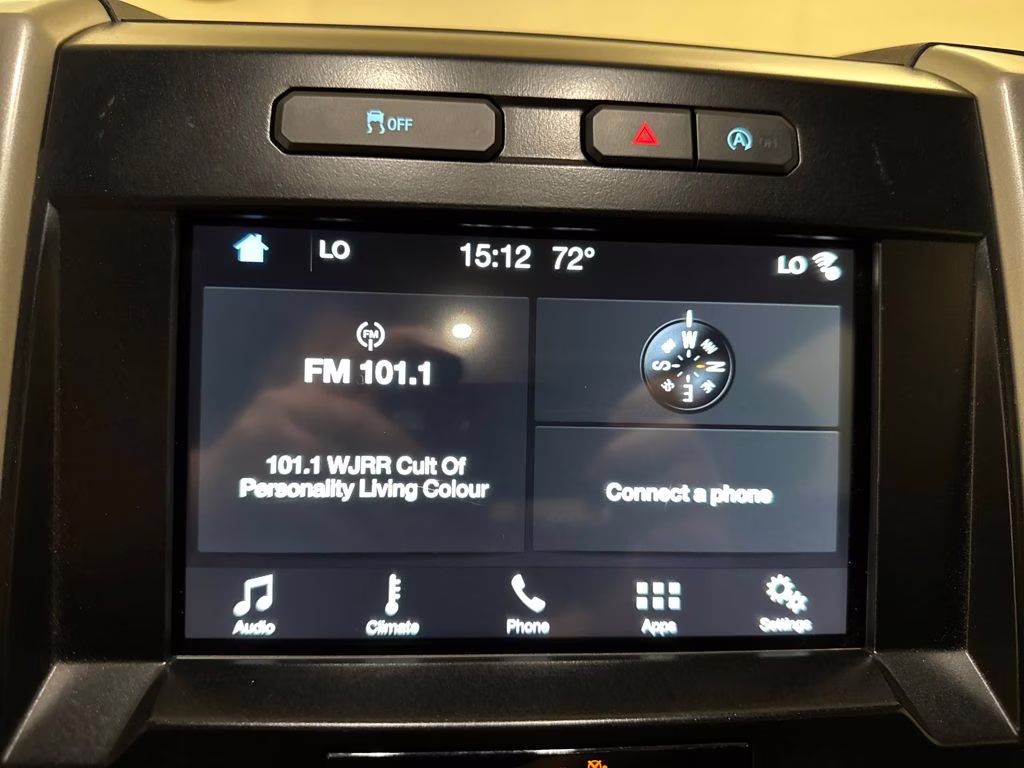 OFF
A
LO 15:12 72° LO
FM
FM 101.1
W
S N
E
101.1 WJRR Cult Of
Personality Living Colour
Connect a phone
Audio Climate Phone Apps Settings